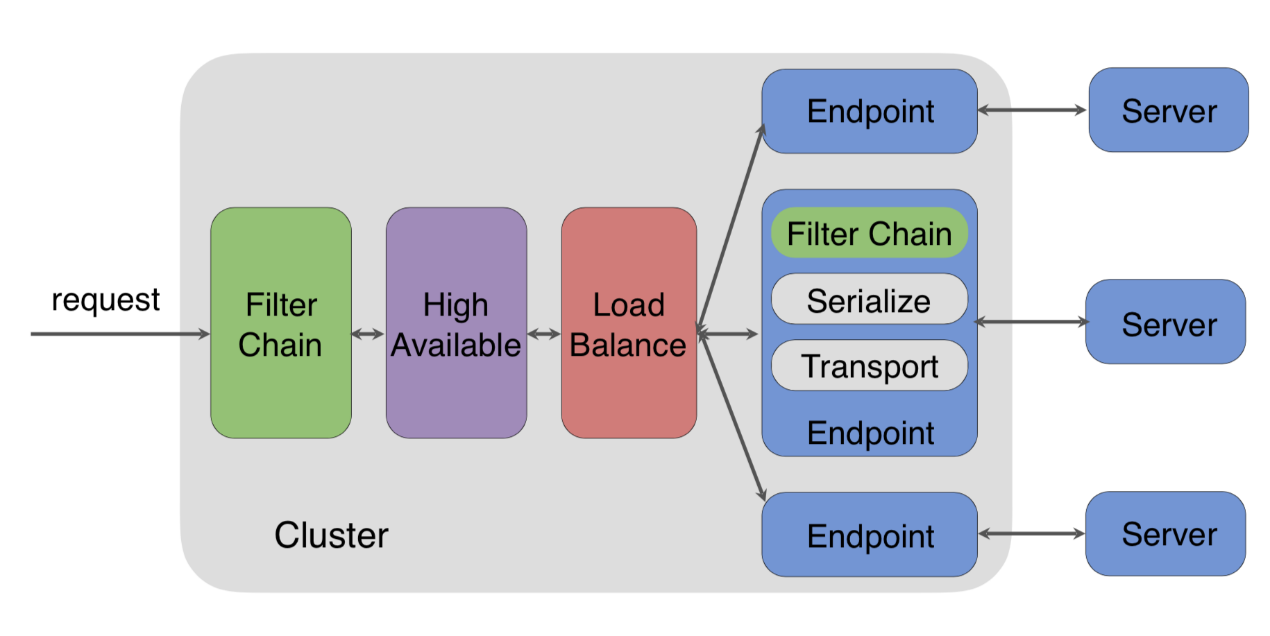 request
Filter
Chain
High
Available
Load
Balance
Endpoint
Filter Chain
Serialize
Transport
Endpoint
Endpoint
Server
Server
Server
Cluster